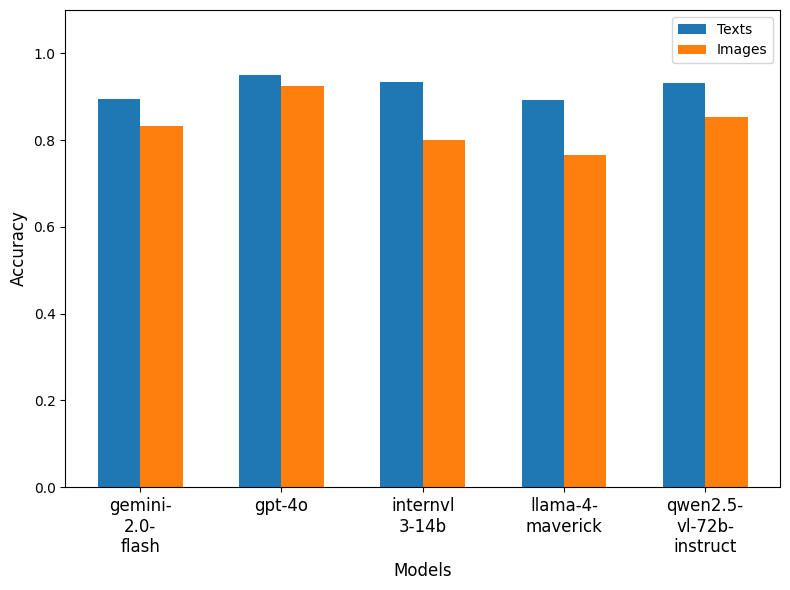 Texts
Images
1.0
0.8
0.6
0.4
0.2
0.0
Accuracy
gemini-
2.0-
flash
gpt-4o
internvl
3-14b
llama-4-
maverick
qwen2.5-
vl-72b-
instruct
Models